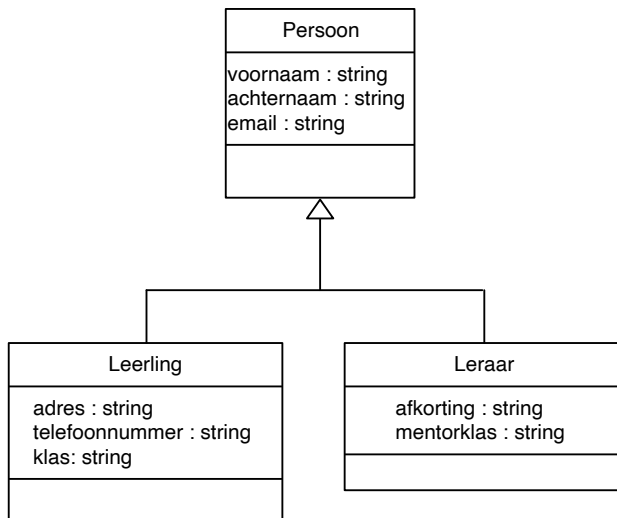 Persoon
voornaam : string
achternaam : string
email : string
Leerling
adres : string
telefoonnummer : string
klas: string
Leraar
afkorting : string
mentorklas : string